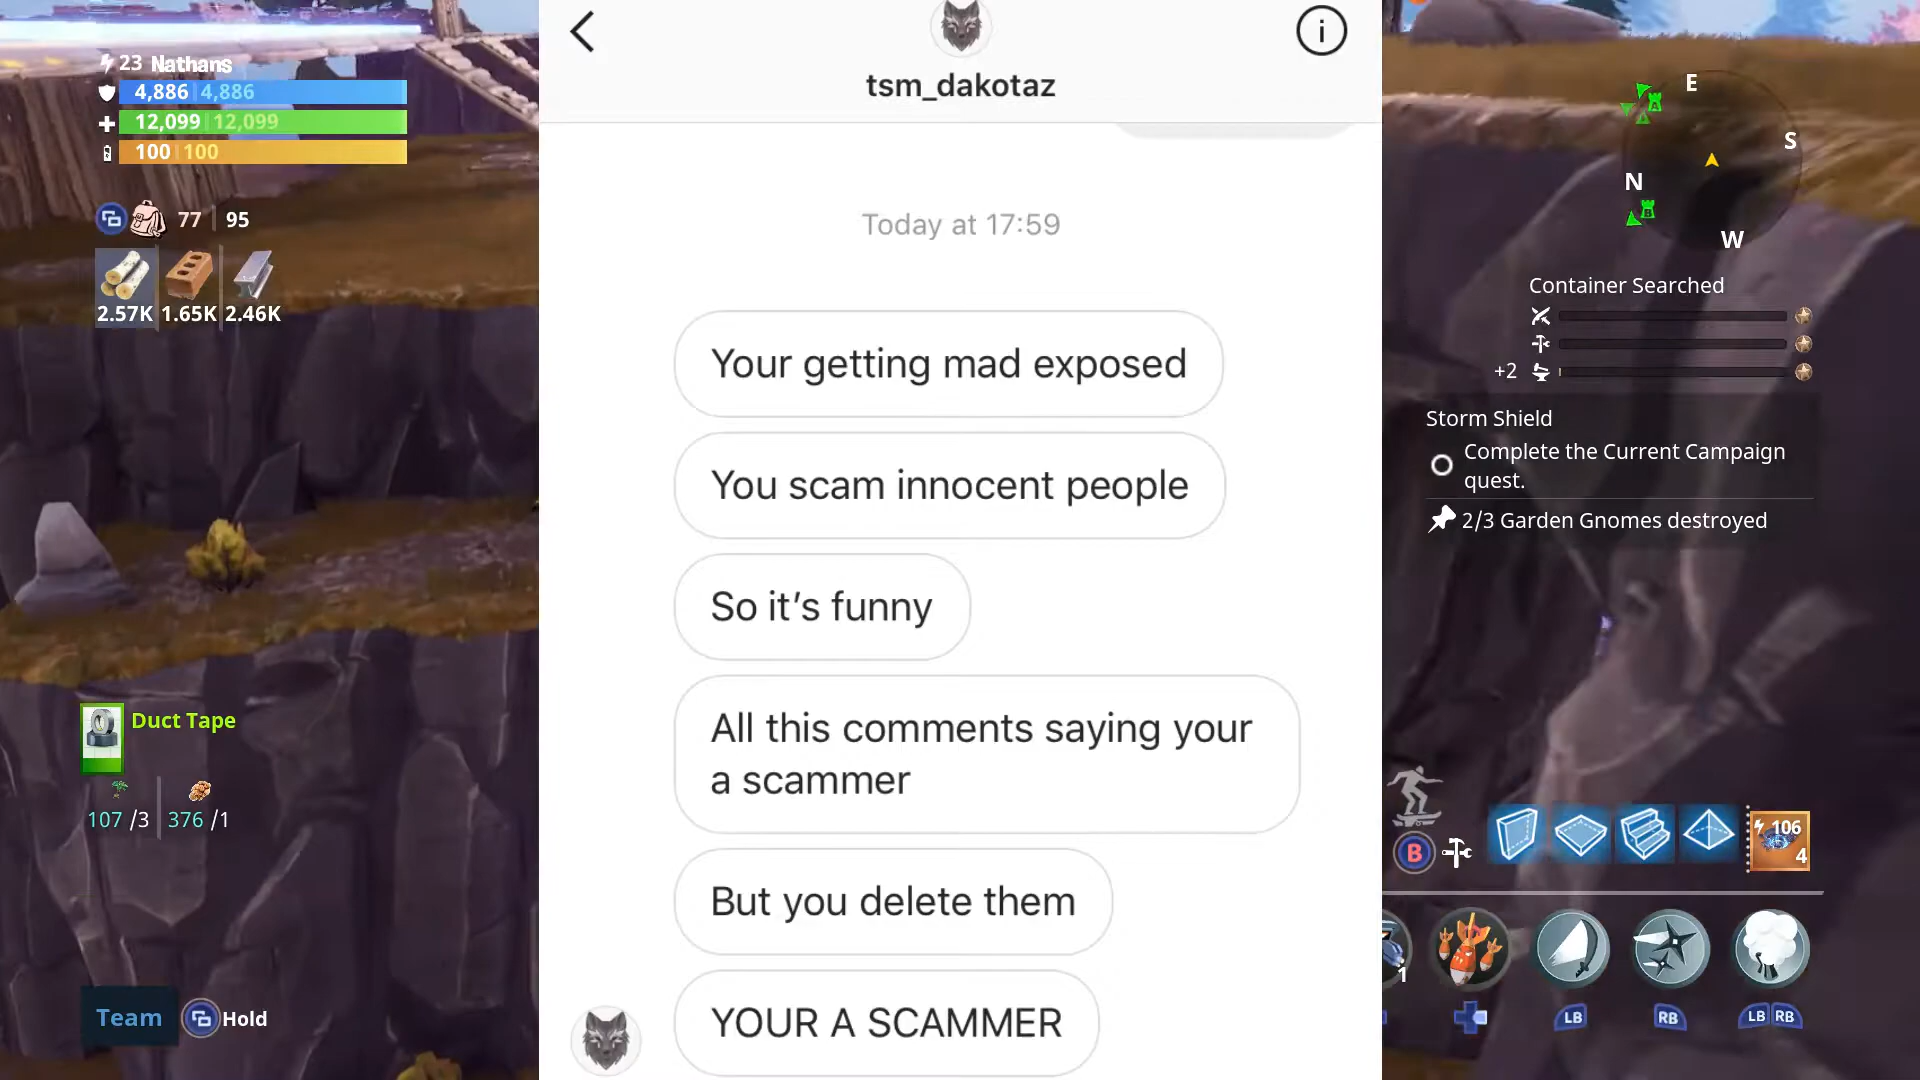 23 Nathans
4,886 4,886
12,099 12,099
100 100
77 95
2.57K 1.65K 2.46K
Duct Tape
107 /3 376 /1
Team Hold
i
tsm_dakotaz
Today at 17:59
Your getting mad exposed
You scam innocent people
So it’s funny
All this comments saying your
a scammer
But you delete them
YOUR A SCAMMER
E
S
N
W
Container Searched
+2
Storm Shield
Complete the Current Campaign
quest.
2/3 Garden Gnomes destroyed
106
4
B
1
LB RB LB RB